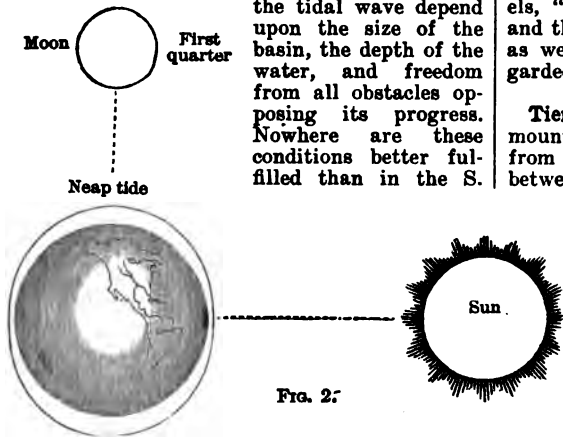 Moon
First
quarter
Neap tide
the tidal wave depend
upon the size of the
basin, the depth of the
water, and freedom
from all obstacles op-
posing its progress.
Nowhere are these
conditions better ful-
filled than in the S.
els, "
and th
as we
garde
Tier
mount
from
betwe
Sun
FIG. 2.